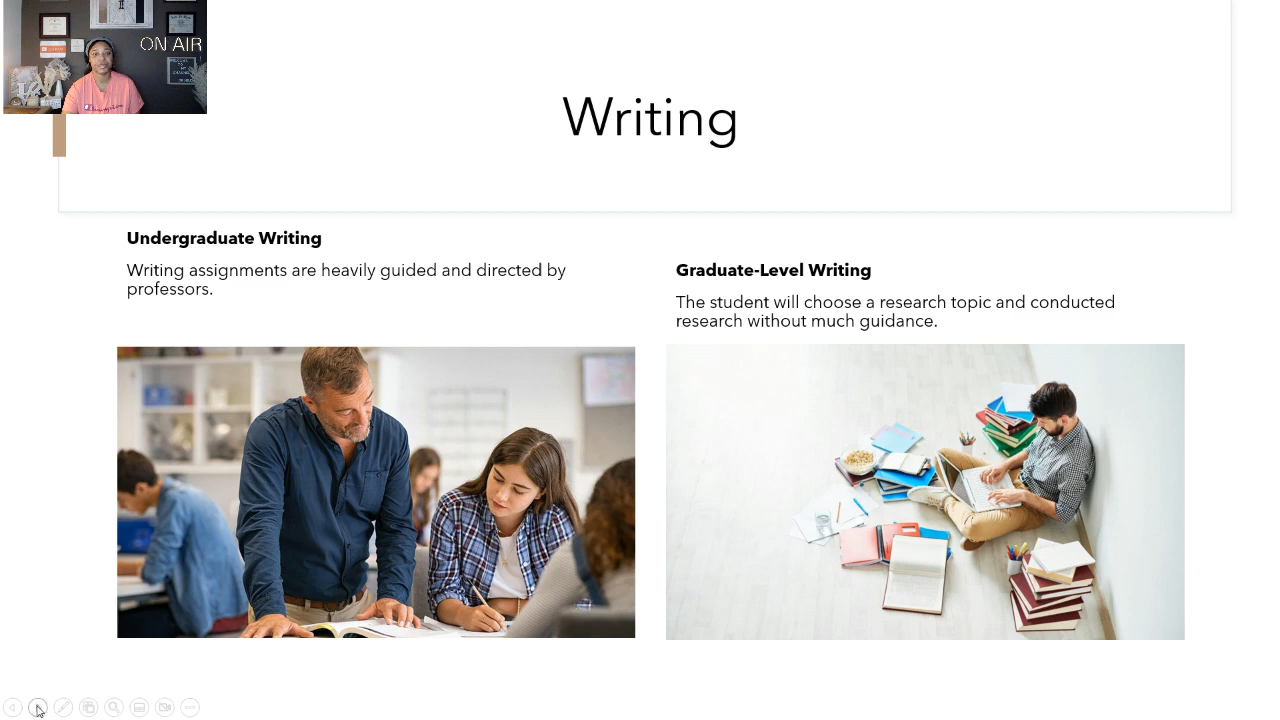 ON AIR
Writing
Undergraduate Writing
Writing assignments are heavily guided and directed by
professors.
Graduate-Level Writing
The student will choose a research topic and conducted
research without much guidance.